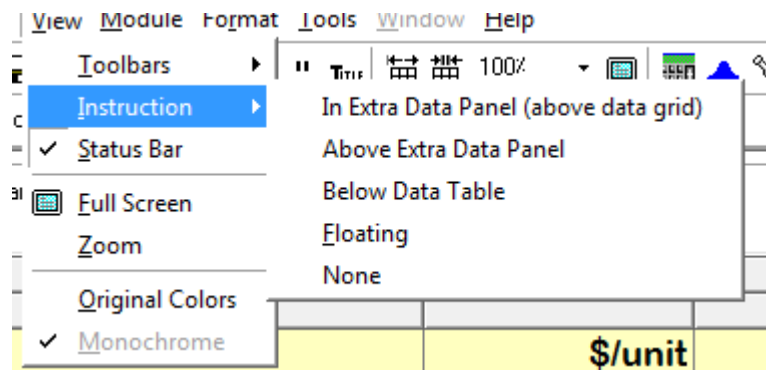 View Module Format Tools Window Help
Toolbars
" TITLE 100%
Instruction
In Extra Data Panel (above data grid)
Status Bar
Above Extra Data Panel
Below Data Table
Full Screen
Floating
Zoom
None
Original Colors
Monochrome
$/unit